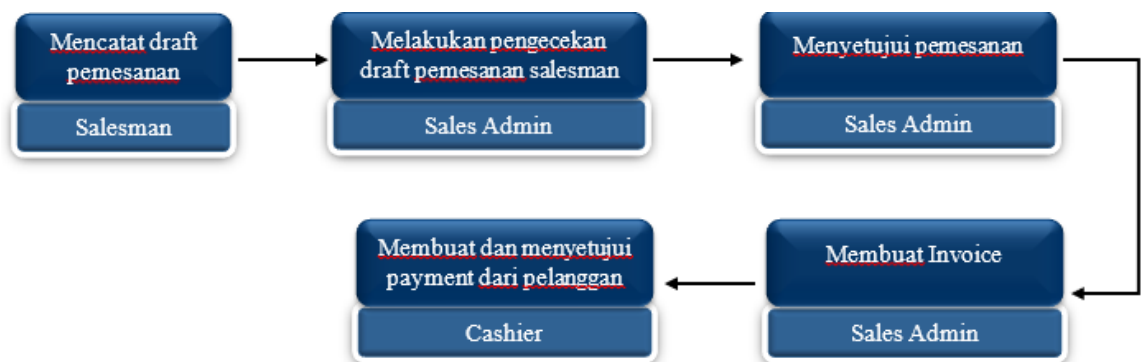 Mencatat draft
pemesanan
Salesman
Melakukan pengecekan
draft pemesanan salesman
Sales Admin
Menyetujui pemesanan
Sales Admin
Membuat Invoice
Sales Admin
Membuat dan menyetujui
payment dari pelanggan
Cashier